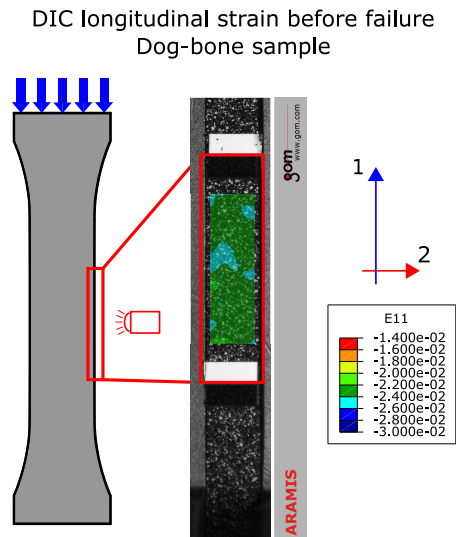 DIC longitudinal strain before failure
Dog-bone sample
gom
www.gom.com
ARAMIS
1
2
E11
-1.400e-02
-1.600e-02
-1.800e-02
-2.000e-02
-2.200e-02
-2.400e-02
-2.600e-02
-2.800e-02
-3.000e-02